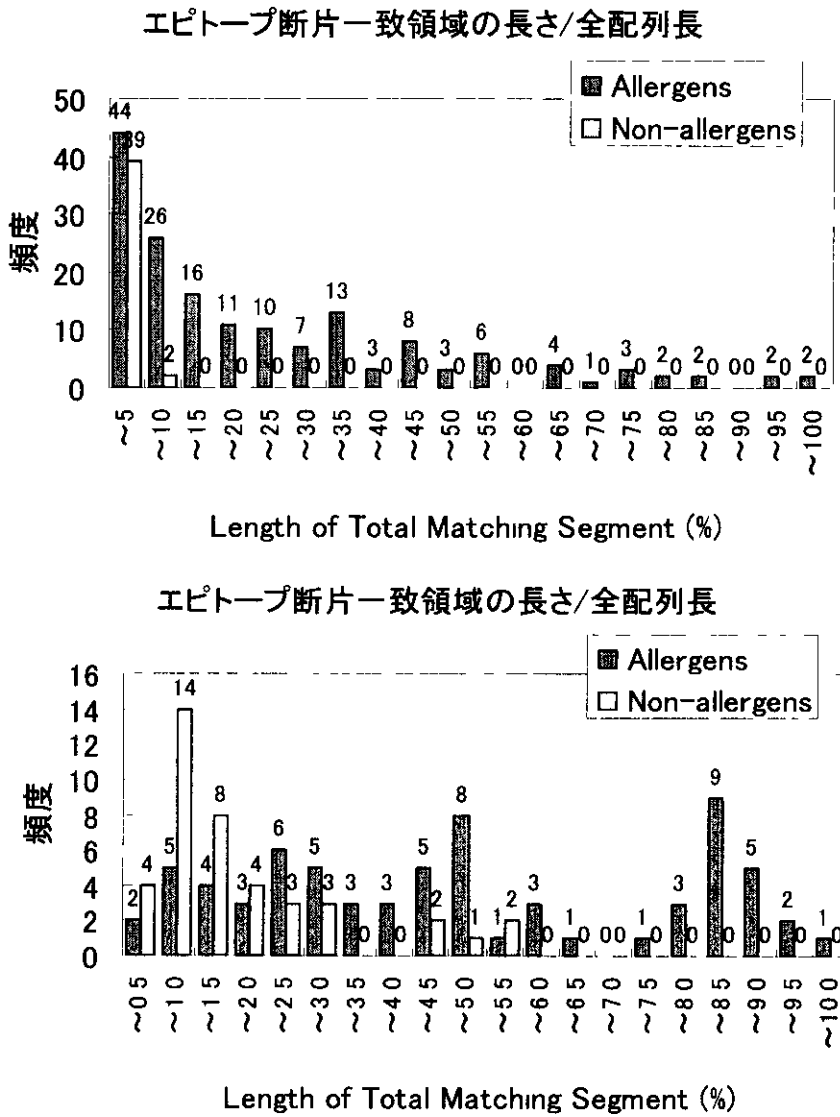 エピトープ断片一致領域の長さ/全配列長
Allergens
Non-allergens
50
40
30
20
10
0
頻度
44 39 26 2 16 0 11 0 10 0 7 0 13 0 3 0 8 0 3 0 6 0 0 0 4 0 1 0 3 0 2 0 2 0 0 0 2 0 2 0
~5 ~10 ~15 ~20 ~25 ~30 ~35 ~40 ~45 ~50 ~55 ~60 ~65 ~70 ~75 ~80 ~85 ~90 ~95 ~100
Length of Total Matching Segment (%)
エピトープ断片一致領域の長さ/全配列長
Allergens
Non-allergens
16
14
12
10
8
6
4
2
0
頻度
2 4 5 14 4 8 3 4 6 3 5 3 3 0 3 0 5 2 8 1 1 2 3 0 1 0 0 0 1 0 3 0 9 0 5 0 2 0 1 0
~05 ~10 ~15 ~20 ~25 ~30 ~35 ~40 ~45 ~50 ~55 ~60 ~65 ~70 ~75 ~80 ~85 ~90 ~95 ~100
Length of Total Matching Segment (%)